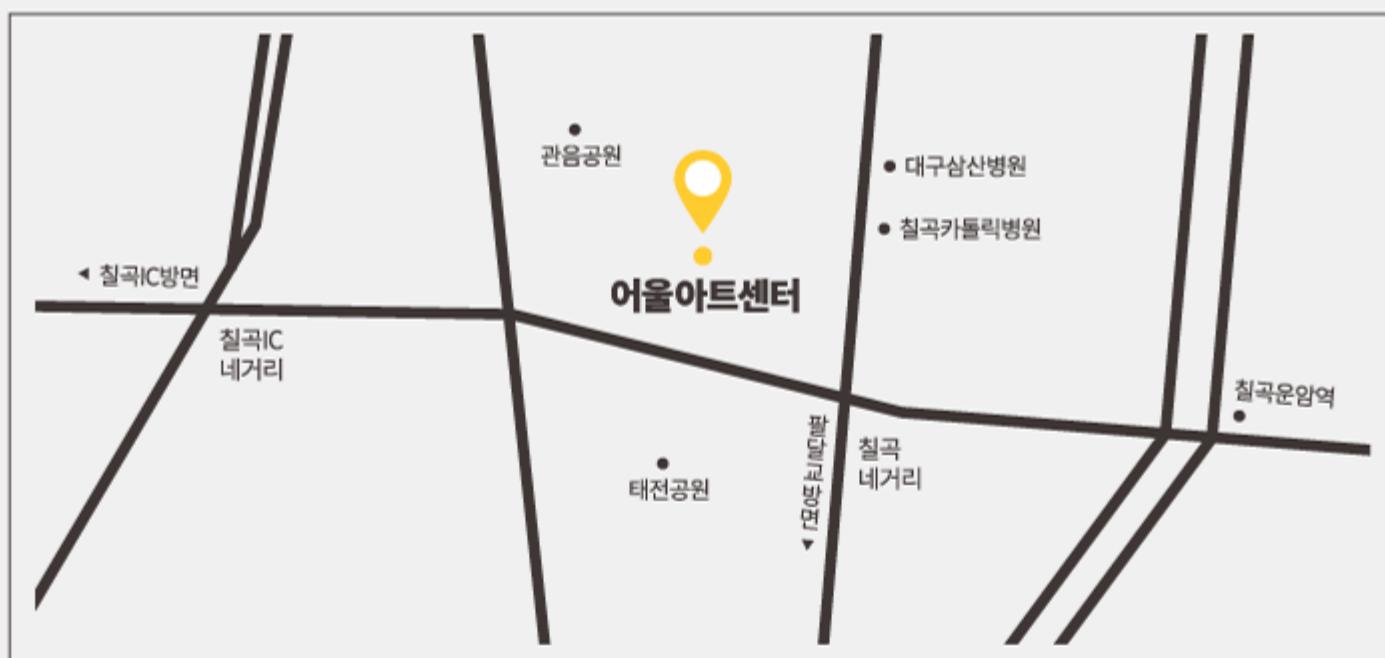 관음공원
대구삼산병원
칠곡카톨릭병원
◀ 칠곡IC방면
어울아트센터
칠곡IC
네거리
칠곡운암역
팔달교방면▼
칠곡
네거리
태전공원